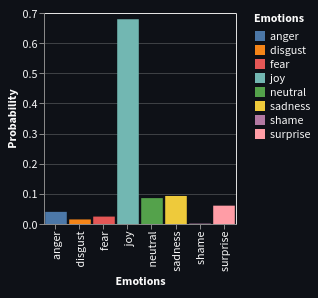 0.7
0.6
0.5
0.4
0.3
0.2
0.1
0.0
Probability
anger
disgust
fear
joy
neutral
sadness
shame
surprise
Emotions
Emotions
anger
disgust
fear
joy
neutral
sadness
shame
surprise